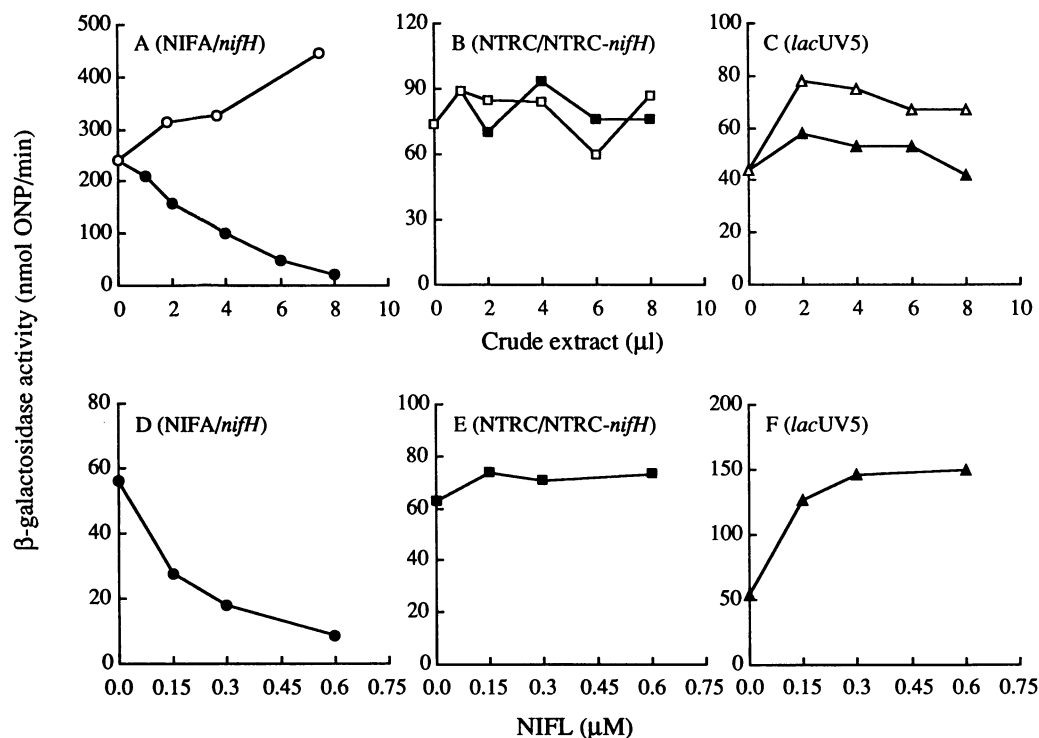 β-galactosidase activity (nmol ONP/min)
A (NIFA/nifH)
500
400
300
200
100
0
0 2 4 6 8 10
B (NTRC/NTRC-nifH)
120
90
60
30
0
0 2 4 6 8 10
C (lacUV5)
100
80
60
40
20
0
0 2 4 6 8 10
Crude extract (μl)
D (NIFA/nifH)
80
60
40
20
0
0.0 0.15 0.3 0.45 0.6 0.75
E (NTRC/NTRC-nifH)
100
80
60
40
20
0
0.0 0.15 0.3 0.45 0.6 0.75
F (lacUV5)
200
150
100
50
0
0.0 0.15 0.3 0.45 0.6 0.75
NIFL (μM)